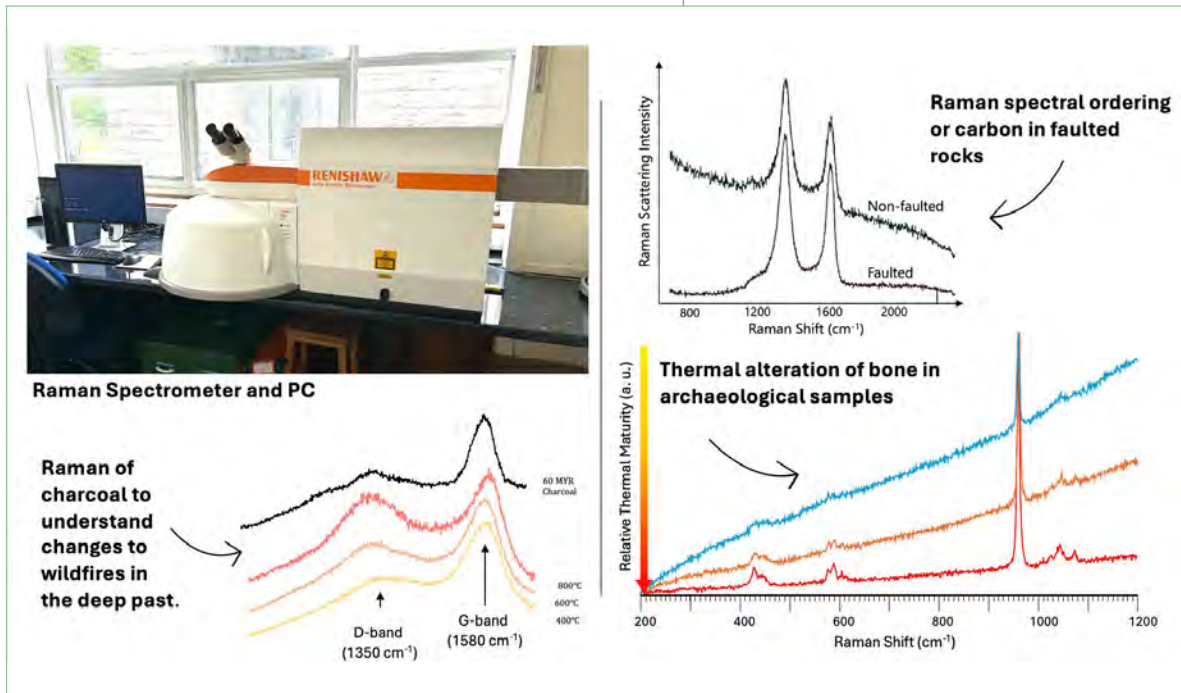 RENISHAW
Raman Spectrometer and PC
Raman of
charcoal to
understand
changes to
wildfires in
the deep past.
60 MYR
Charcoal
800°C
600°C
400°C
D-band
(1350 cm⁻¹)
G-band
(1580 cm⁻¹)
Raman Scattering Intensity
Non-faulted
Faulted
800
1200
1600
2000
Raman Shift (cm⁻¹)
Raman spectral ordering
or carbon in faulted
rocks
Relative Thermal Maturity (a. u.)
Thermal alteration of bone in
archaeological samples
200
400
600
800
1000
1200
Raman Shift (cm⁻¹)